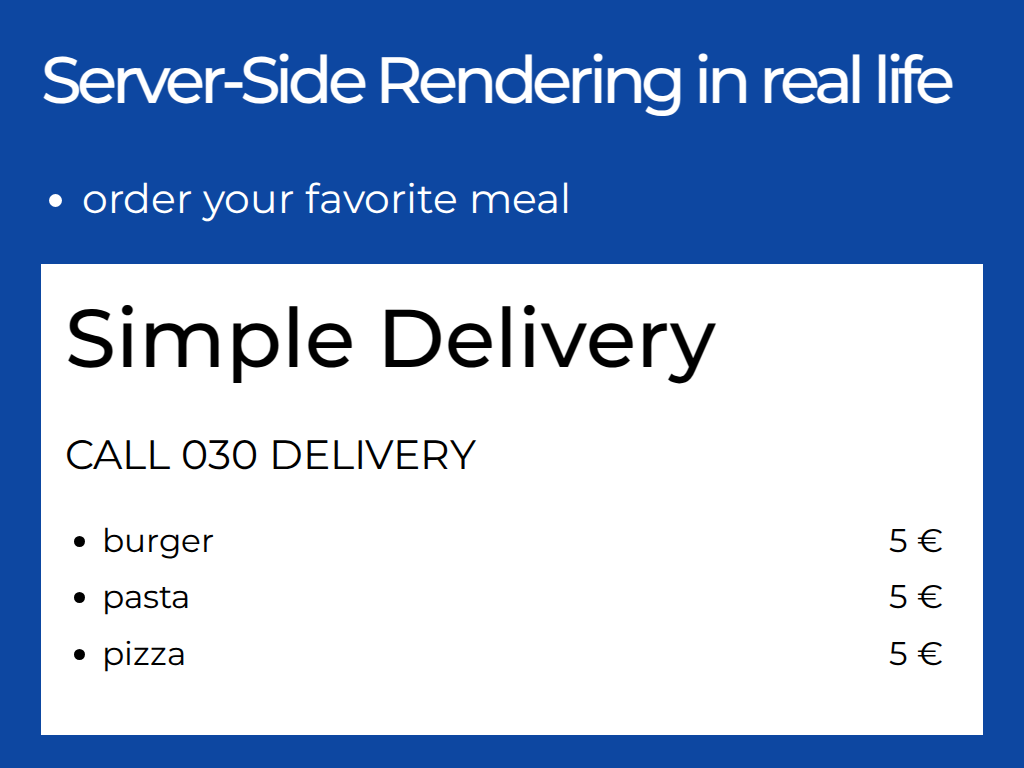 Server-Side Rendering in real life
• order your favorite meal
Simple Delivery
CALL 030 DELIVERY
• burger 5 €
• pasta 5 €
• pizza 5 €